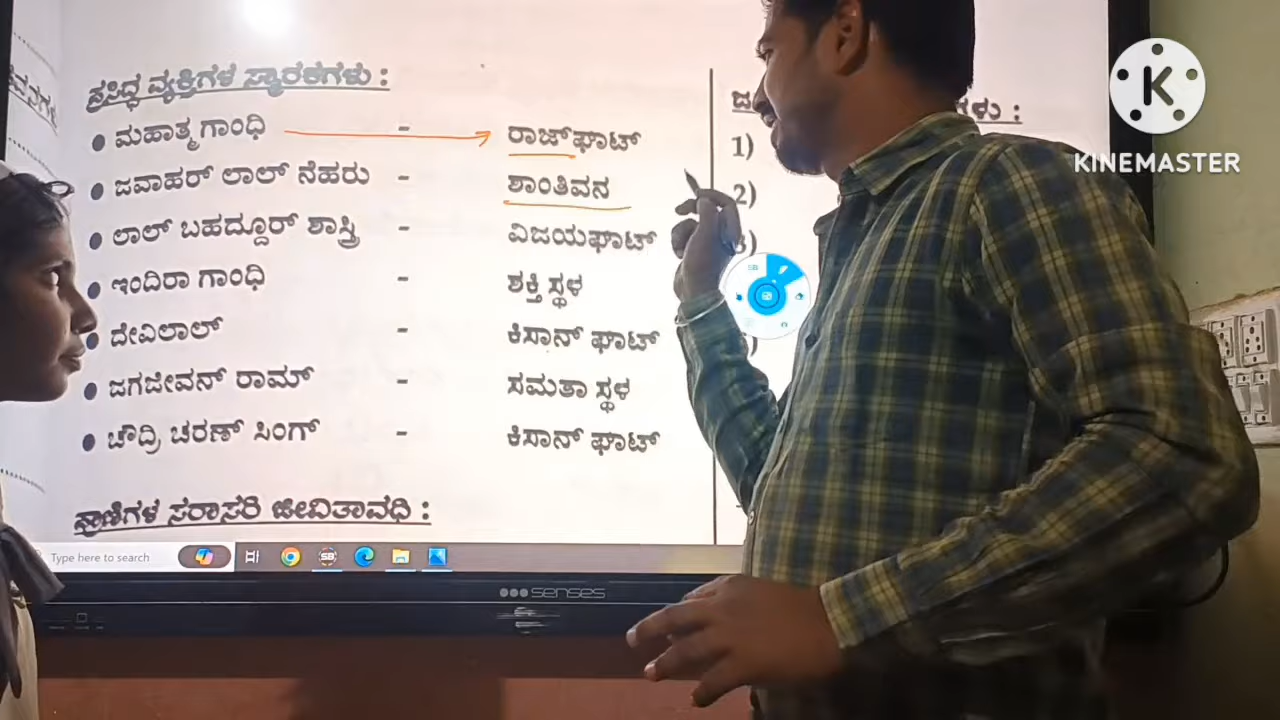 ಪ್ರಸಿದ್ಧ ವ್ಯಕ್ತಿಗಳ ಸ್ಮಾರಕಗಳು :
• ಮಹಾತ್ಮ ಗಾಂಧಿ - ರಾಜ್‌ಘಾಟ್
• ಜವಾಹರ್ ಲಾಲ್ ನೆಹರು - ಶಾಂತಿವನ
• ಲಾಲ್ ಬಹದ್ದೂರ್ ಶಾಸ್ತ್ರಿ - ವಿಜಯಘಾಟ್
• ಇಂದಿರಾ ಗಾಂಧಿ - ಶಕ್ತಿ ಸ್ಥಳ
• ದೇವಿಲಾಲ್ - ಕಿಸಾನ್ ಘಾಟ್
• ಜಗಜೀವನ್ ರಾಮ್ - ಸಮತಾ ಸ್ಥಳ
• ಚೌದ್ರಿ ಚರಣ್ ಸಿಂಗ್ - ಕಿಸಾನ್ ಘಾಟ್
ಪ್ರಾಣಿಗಳ ಸರಾಸರಿ ಜೀವಿತಾವಧಿ :
1)
2)
3)
Type here to search
senses
K
KINEMASTER